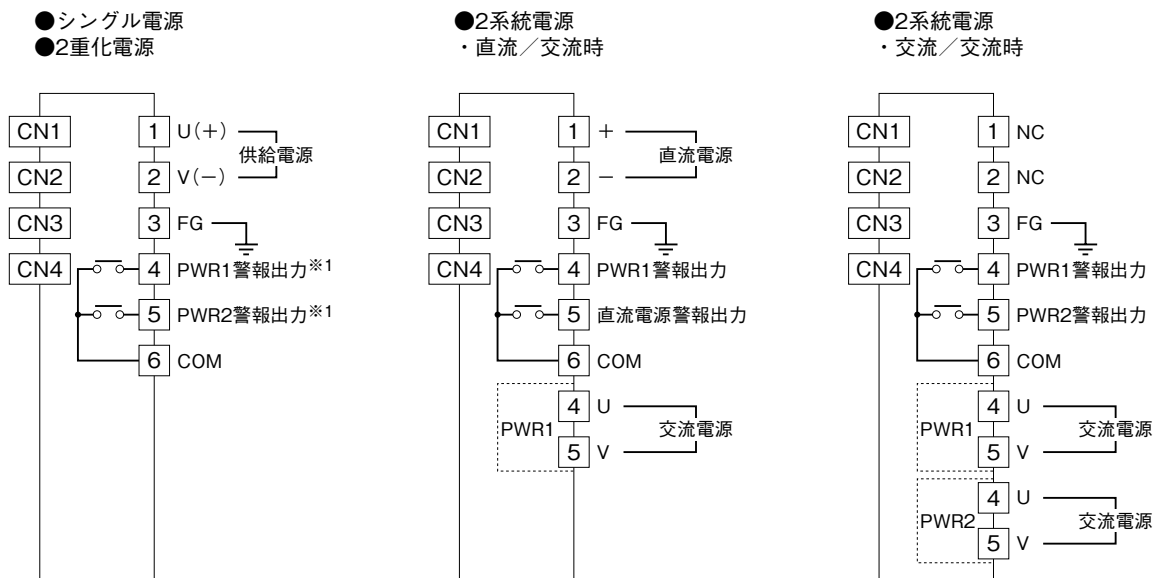 ●シングル電源
●2重化電源
CN1
CN2
CN3
CN4
1 U(+)
供給電源
2 V(−)
3 FG
4 PWR1警報出力※1
5 PWR2警報出力※1
6 COM
●2系統電源
・直流／交流時
CN1
CN2
CN3
CN4
1 +
直流電源
2 −
3 FG
4 PWR1警報出力
5 直流電源警報出力
6 COM
PWR1
4 U
交流電源
5 V
●2系統電源
・交流／交流時
CN1
CN2
CN3
CN4
1 NC
2 NC
3 FG
4 PWR1警報出力
5 PWR2警報出力
6 COM
PWR1
4 U
交流電源
5 V
PWR2
4 U
交流電源
5 V